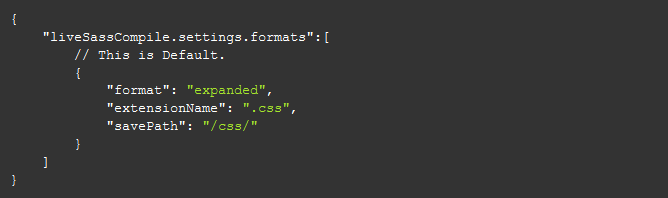 {
    "liveSassCompile.settings.formats":[
        // This is Default.
        {
            "format": "expanded",
            "extensionName": ".css",
            "savePath": "/css/"
        }
    ]
}